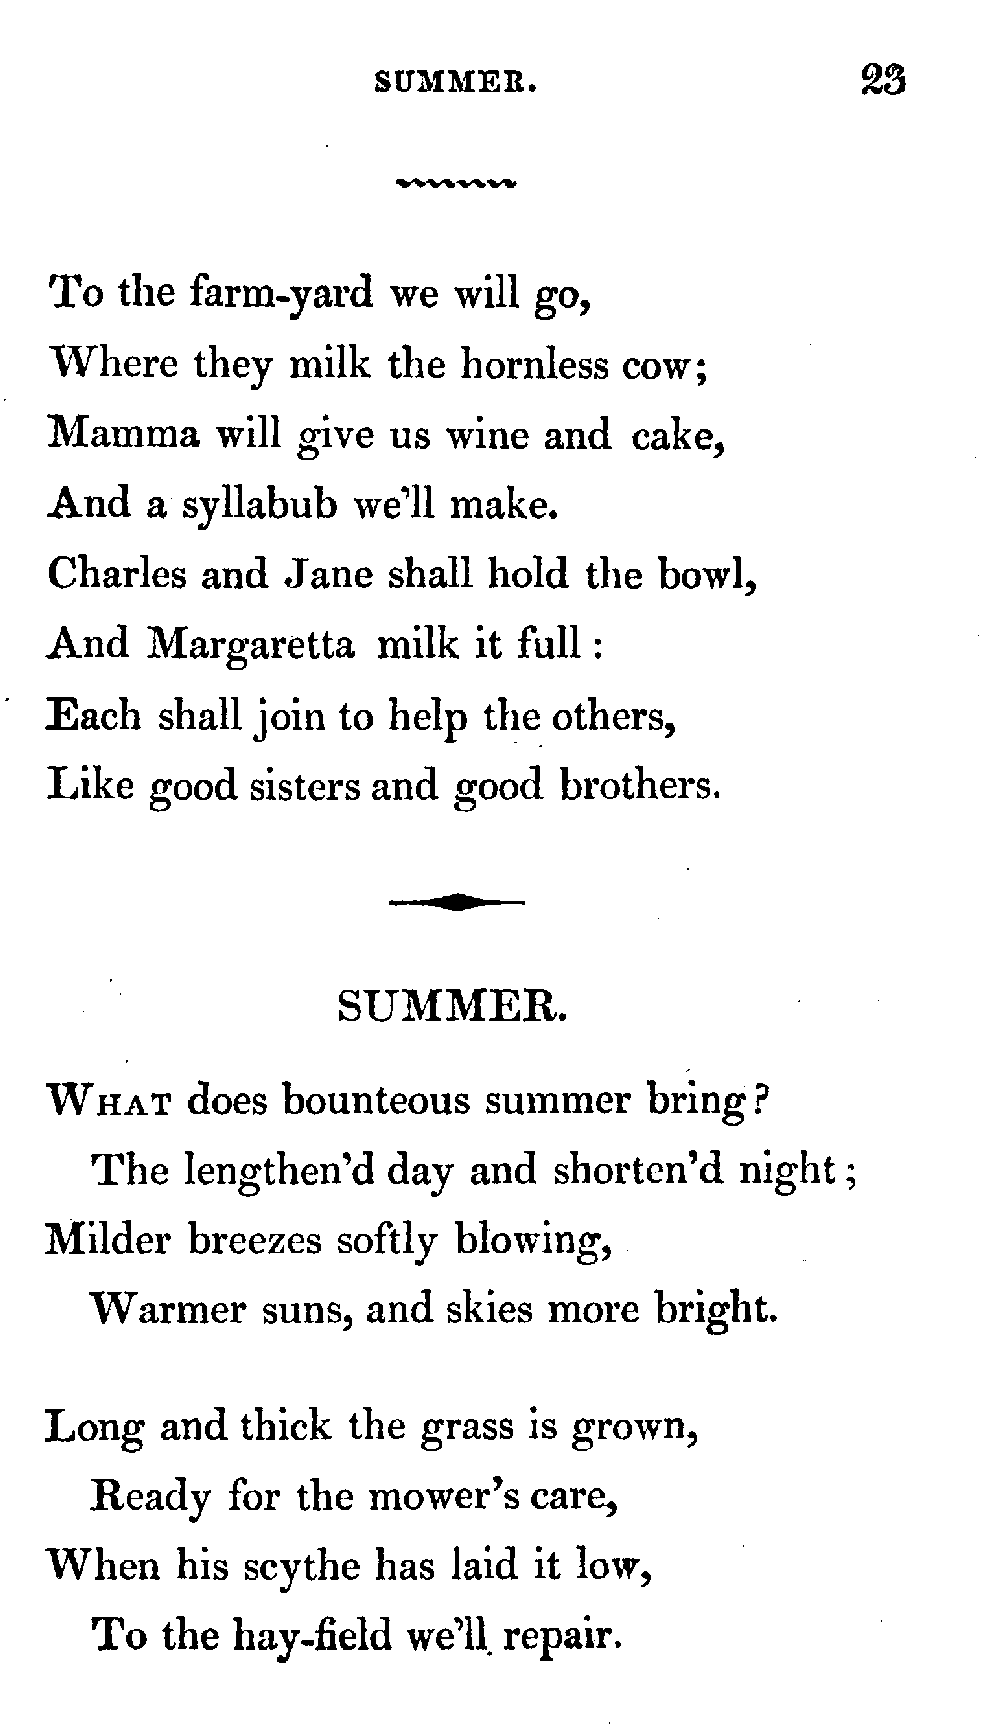 SUMMER. 23
To the farm-yard we will go,
Where they milk the hornless cow;
Mamma will give us wine and cake,
And a syllabub we'll make.
Charles and Jane shall hold the bowl,
And Margaretta milk it full :
Each shall join to help the others,
Like good sisters and good brothers.
SUMMER.
WHAT does bounteous summer bring?
The lengthen'd day and shorten'd night ;
Milder breezes softly blowing,
Warmer suns, and skies more bright.
Long and thick the grass is grown,
Ready for the mower's care,
When his scythe has laid it low,
To the hay-field we'll repair.